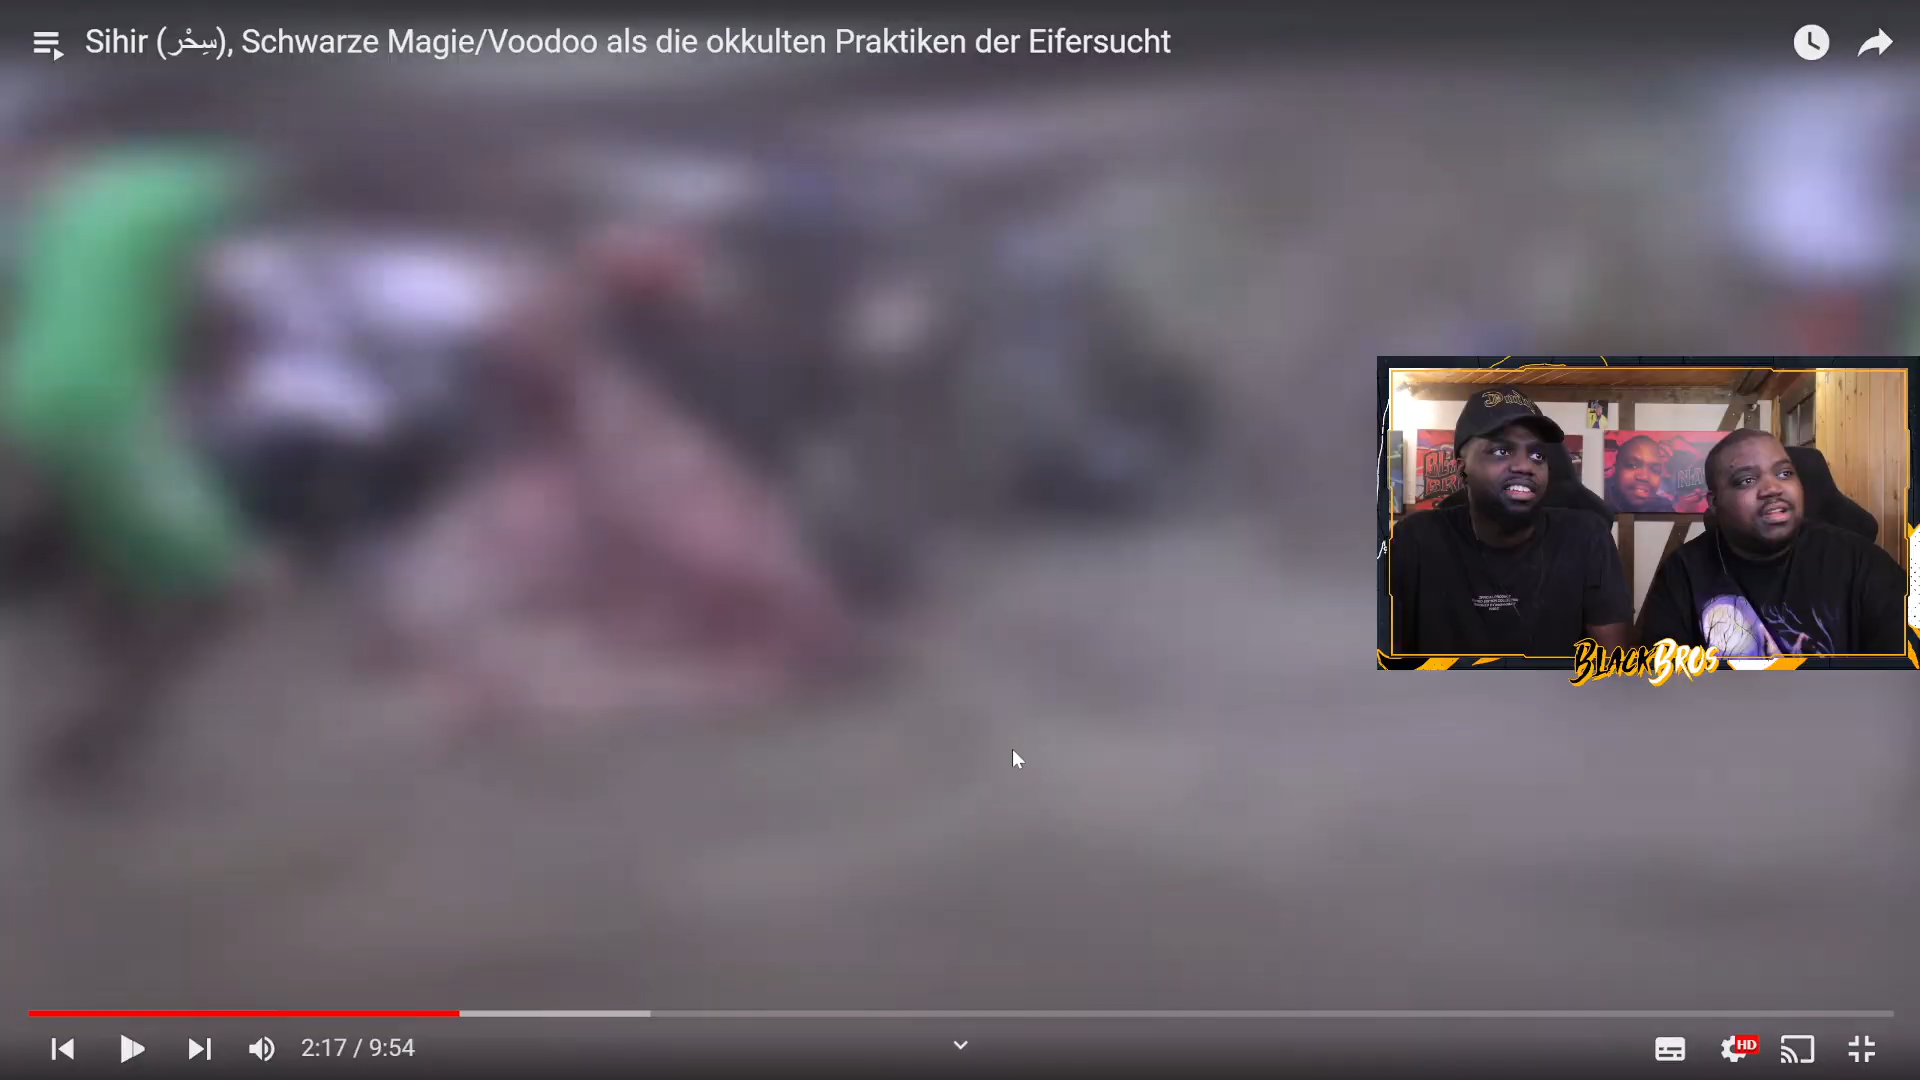 Sihir (سِحْر), Schwarze Magie/Voodoo als die okkulten Praktiken der Eifersucht
BLACKBROS
2:17 / 9:54
HD